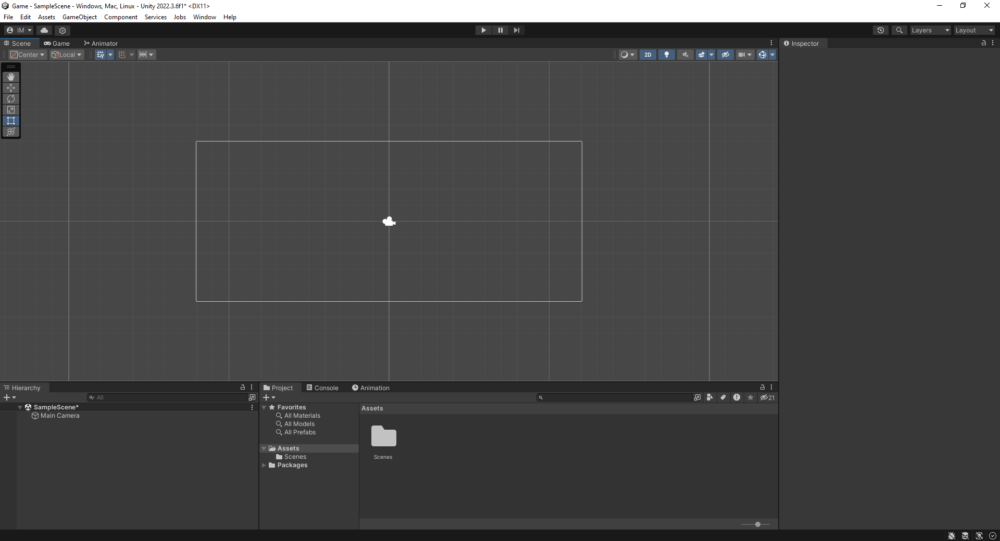 Game - SampleScene - Windows, Mac, Linux - Unity 2022.3.6f1* <DX11>
File Edit Assets GameObject Component Services Jobs Window Help
IM Layers Layout
Scene Game Animator
Center Local 2D
Inspector
Hierarchy
All
SampleScene*
Main Camera
Project Console Animation
21
Favorites
All Materials
All Models
All Prefabs
Assets
Scenes
Packages
Assets
Scenes